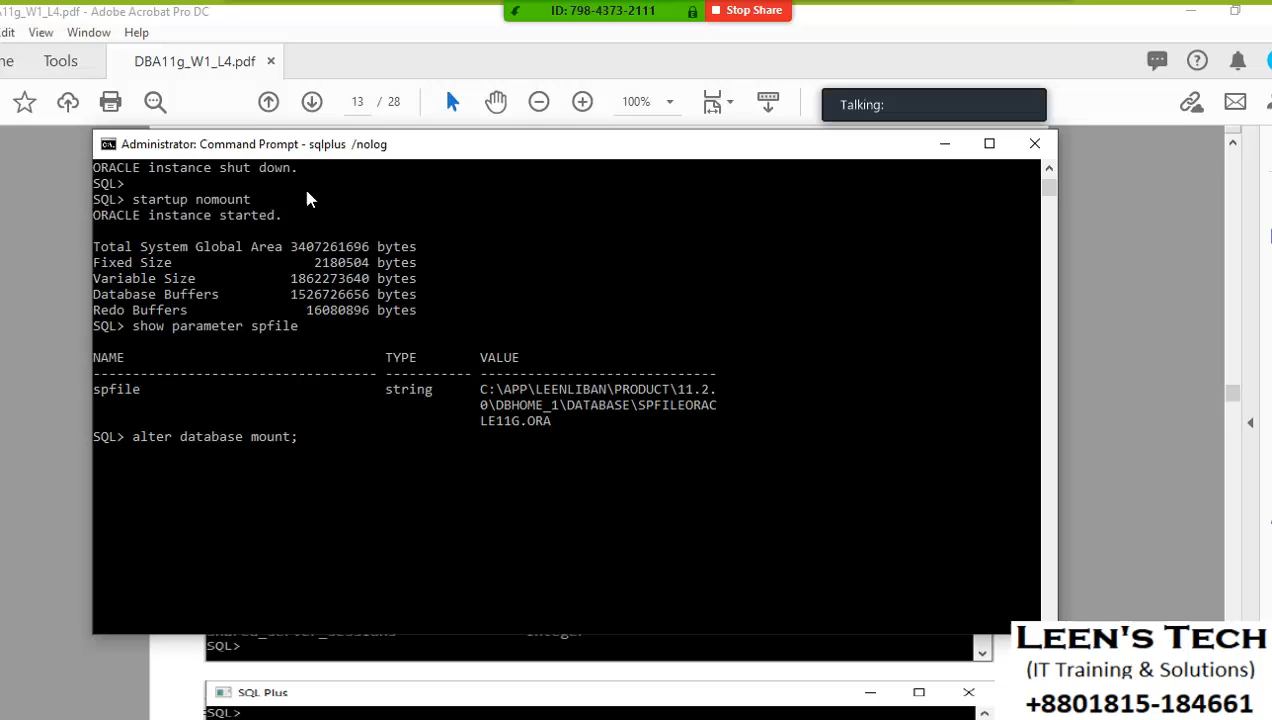 A11g_W1_L4.pdf - Adobe Acrobat Pro DC
ID: 798-4373-2111
Stop Share
dit View Window Help
ne Tools DBA11g_W1_L4.pdf ×
13 / 28
100%
Talking:
Administrator: Command Prompt - sqlplus /nolog
ORACLE instance shut down.
SQL>
SQL> startup nomount
ORACLE instance started.
Total System Global Area 3407261696 bytes
Fixed Size 2180504 bytes
Variable Size 1862273640 bytes
Database Buffers 1526726656 bytes
Redo Buffers 16080896 bytes
SQL> show parameter spfile
NAME TYPE VALUE
------------------------------------ ----------- ------------------------------
spfile string C:\APP\LEENLIBAN\PRODUCT\11.2.
0\DBHOME_1\DATABASE\SPFILEORAC
LE11G.ORA
SQL> alter database mount;
SQL>
SQL Plus
SQL>
LEEN'S TECH
(IT Training & Solutions)
+8801815-184661